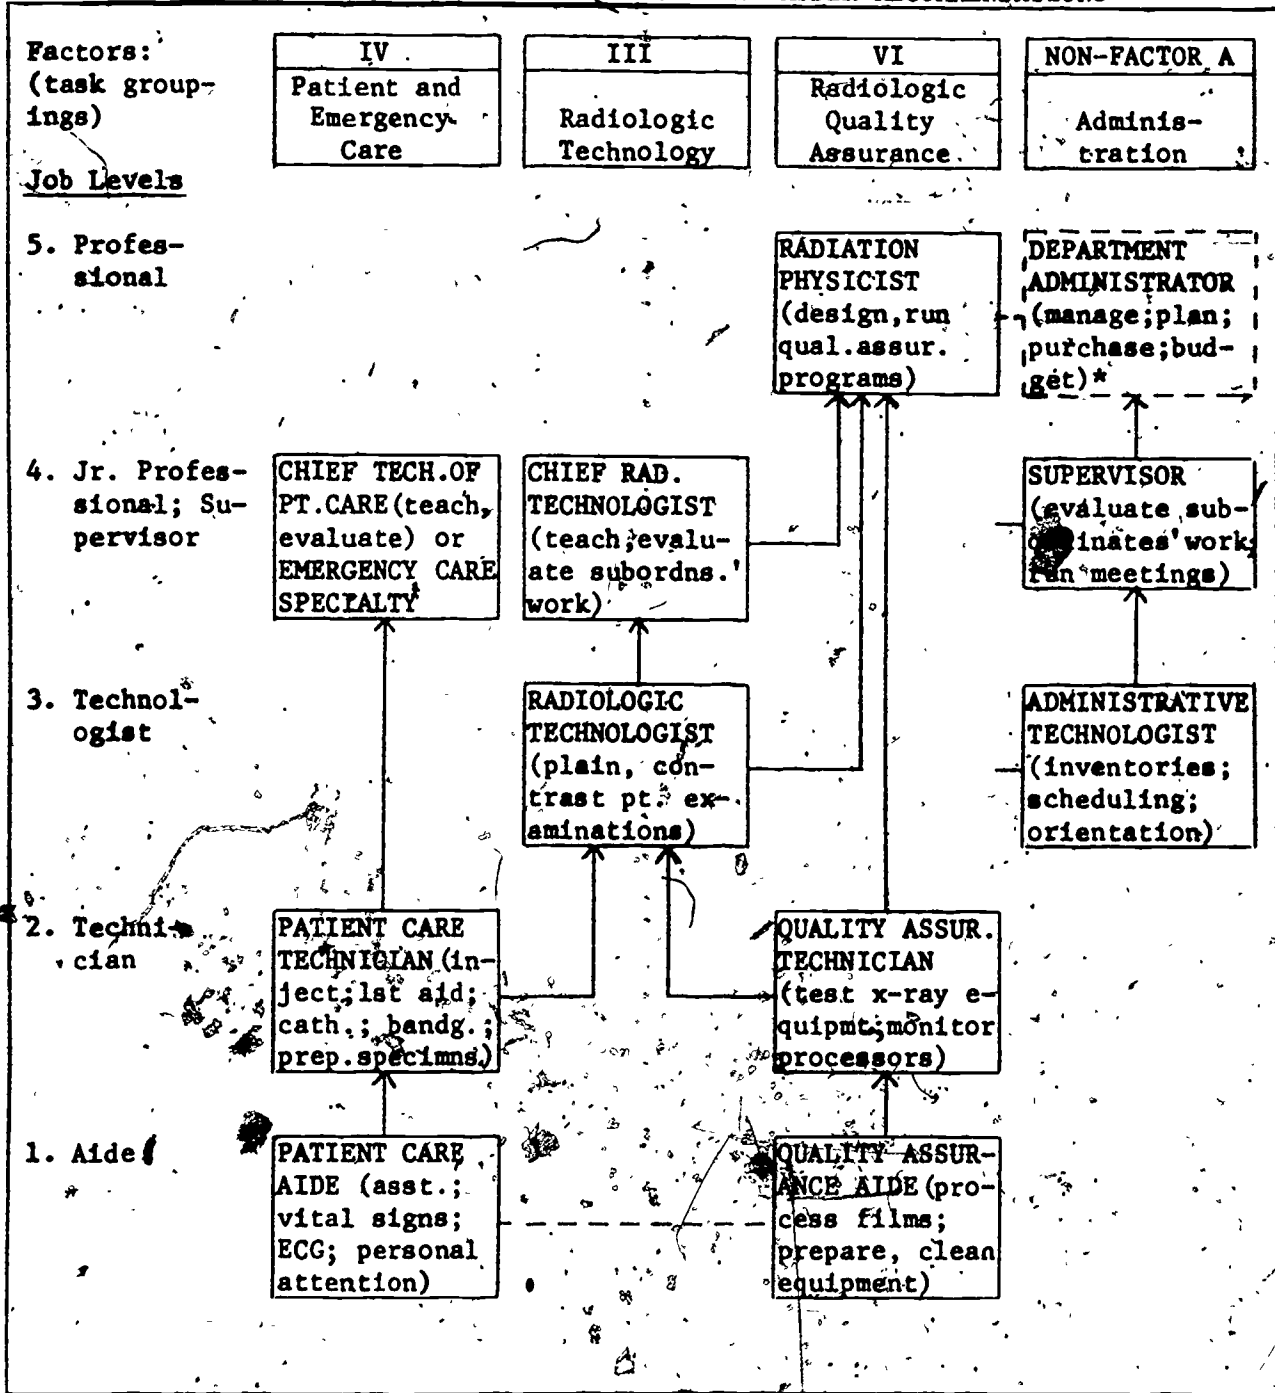 Factors:
(task group-
ings)
Job Levels
IV
Patient and
Emergency
Care
III
Radiologic
Technology
VI
Radiologic
Quality
Assurance
NON-FACTOR A
Adminis-
tration
5. Profes-
sional
RADIATION
PHYSICIST
(design,run
qual.assur.
programs)
DEPARTMENT
ADMINISTRATOR
(manage;plan;
purchase;bud-
get)*
4. Jr. Profes-
sional; Su-
pervisor
CHIEF TECH.OF
PT.CARE(teach,
evaluate) or
EMERGENCY CARE
SPECIALTY
CHIEF RAD.
TECHNOLOGIST
(teach;evalu-
ate subordns.'
work)
SUPERVISOR
(evaluate sub-
inates'work;
run meetings)
3. Technol-
ogist
RADIOLOGIC
TECHNOLOGIST
(plain, con-
trast pt. ex-
aminations)
ADMINISTRATIVE
TECHNOLOGIST
(inventories;
scheduling;
orientation)
2. Techni-
cian
PATIENT CARE
TECHNICIAN(in-
ject;1st aid;
cath.; bandg.;
prep.specimns.)
QUALITY ASSUR.
TECHNICIAN
(test x-ray e-
quipmt;monitor
processors)
1. Aide
PATIENT CARE
AIDE (asst.;
vital signs;
ECG; personal
attention)
QUALITY ASSUR-
ANCE AIDE(pro-
cess films;
prepare, clean
equipment)